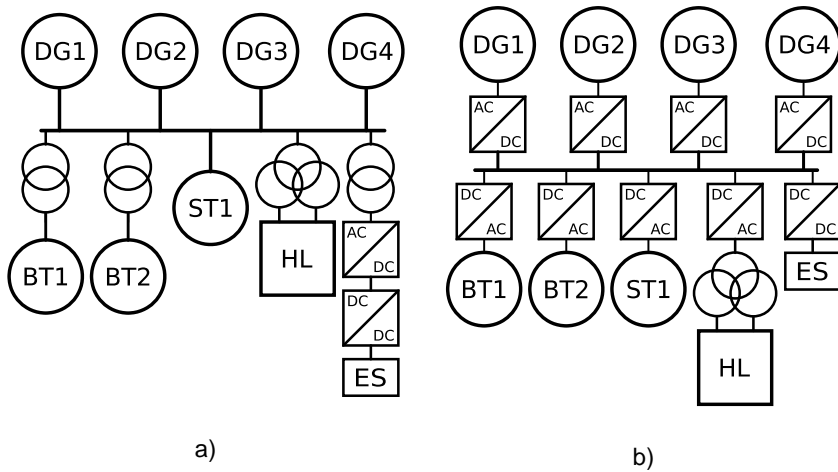 DG1 DG2 DG3 DG4
ST1
BT1 BT2 HL
AC
DC
DC
DC
ES
a)
DG1 DG2 DG3 DG4
AC AC AC AC
DC DC DC DC
DC DC DC DC DC
AC AC AC AC DC
BT1 BT2 ST1 ES
HL
b)